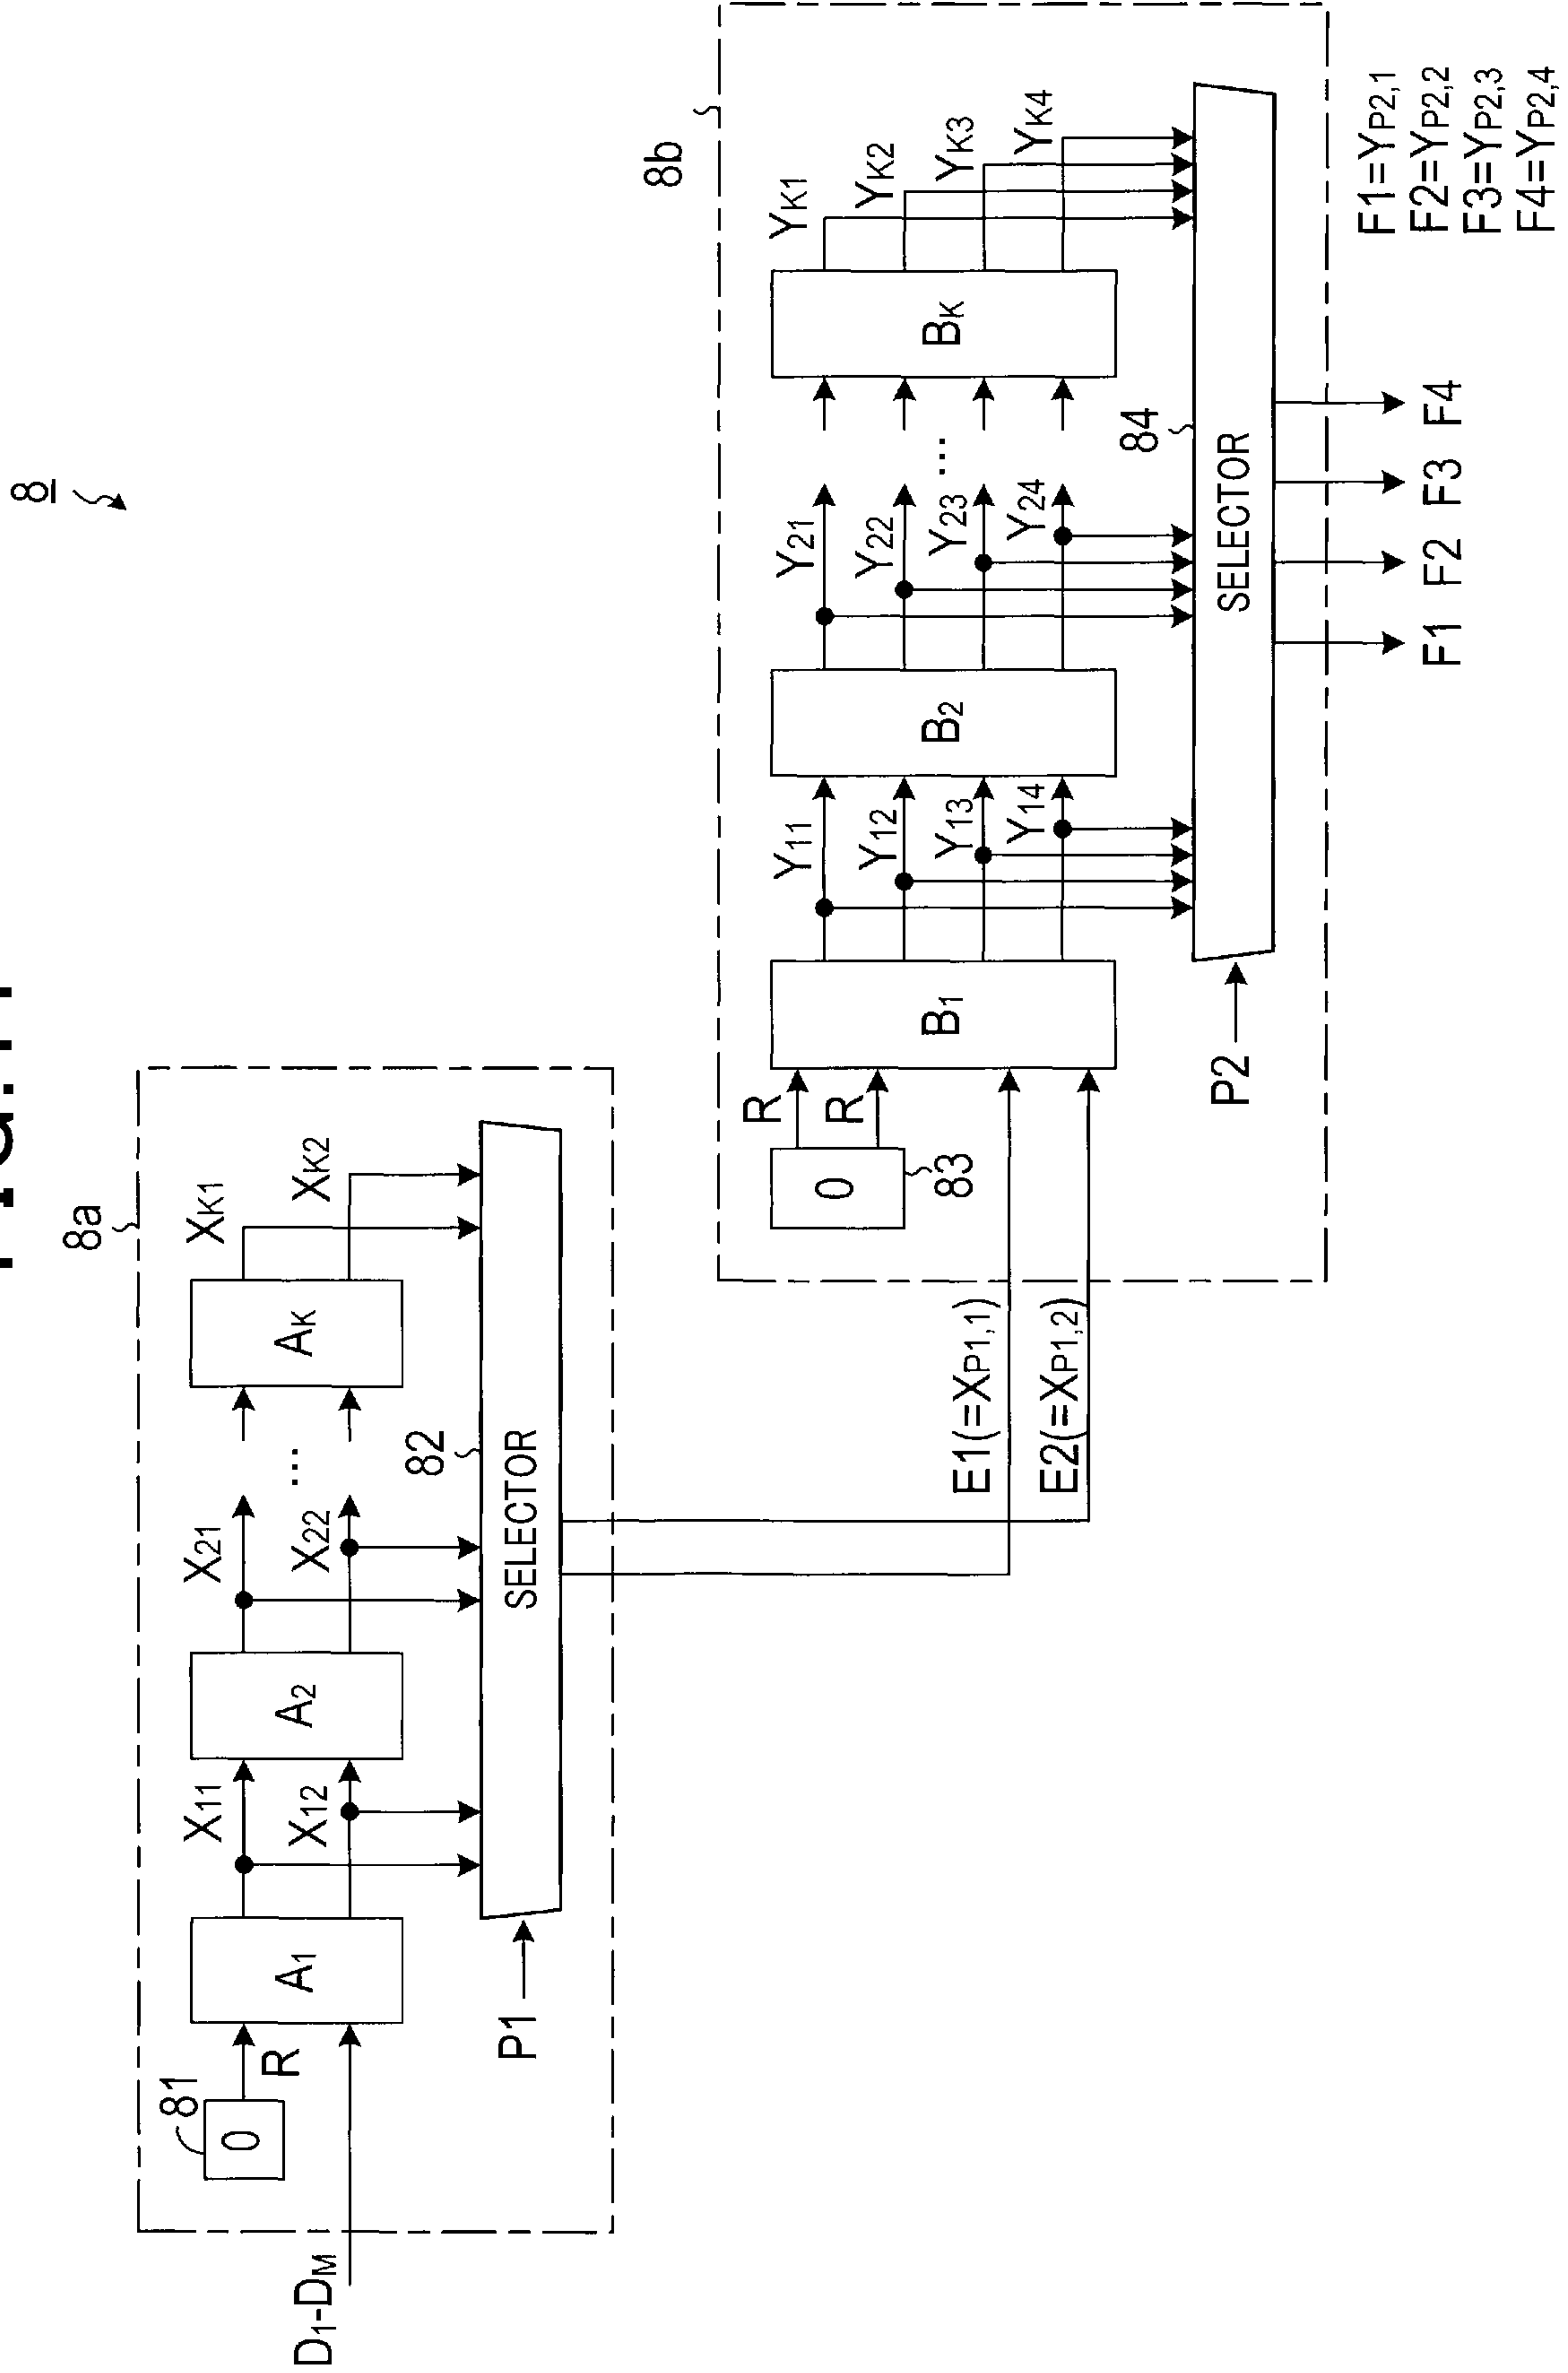 8
8a
81
0
R
D1-DM
A1
X11
X12
A2
X21
X22
...
AK
XK1
XK2
P1
82
SELECTOR
E1(=XP1,1)
E2(=XP1,2)
8b
83
0
R
R
B1
Y11
Y12
Y13
Y14
B2
Y21
Y22
Y23
Y24
...
BK
YK1
YK2
YK3
YK4
P2
84
SELECTOR
F1
F2
F3
F4
F1=YP2,1
F2=YP2,2
F3=YP2,3
F4=YP2,4